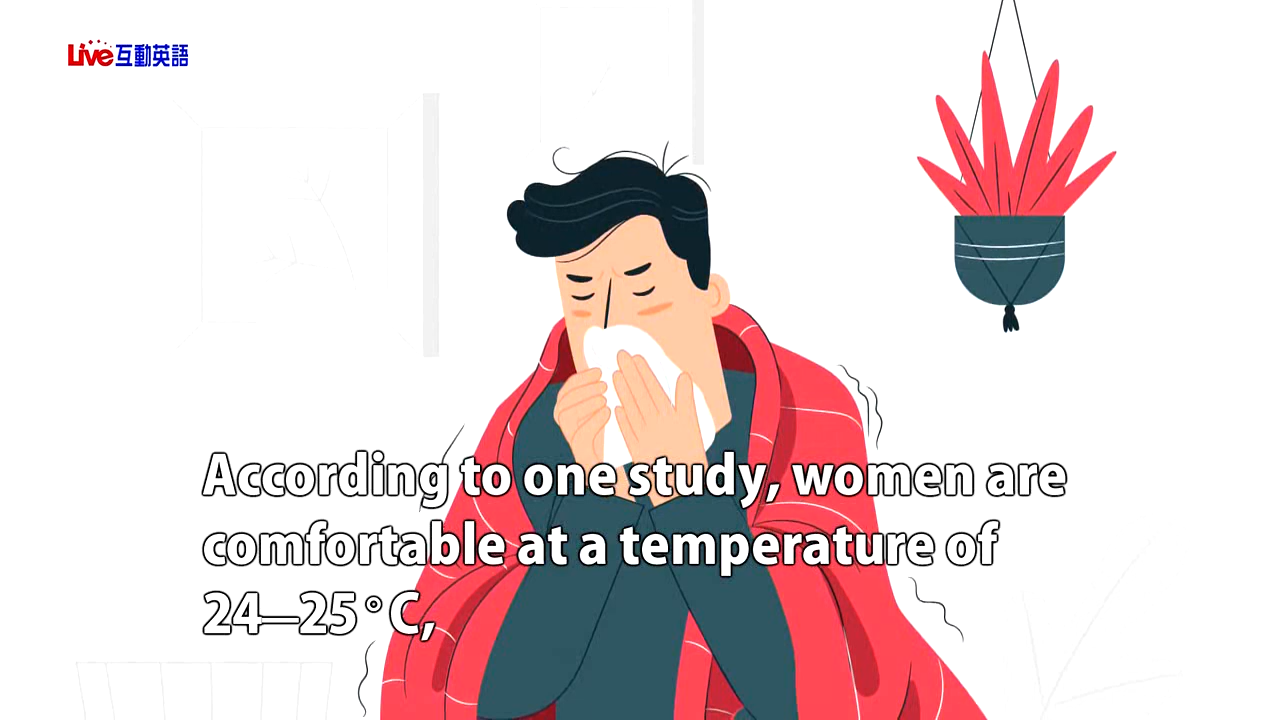 Live互動英語
According to one study, women are
comfortable at a temperature of
24—25°C,